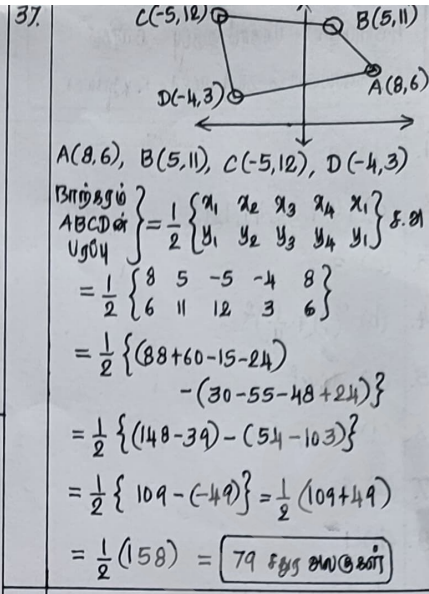 37.
C(-5,12) B(5,11)
A(8,6)
D(-4,3)
A(8,6), B(5,11), C(-5,12), D(-4,3)
நாற்கரம் ABCDன் பரப்பு } = 1/2 { x₁ x₂ x₃ x₄ x₁
y₁ y₂ y₃ y₄ y₁ } ச.அ
= 1/2 { 8 5 -5 -4 8
6 11 12 3 6 }
= 1/2 {(88+60-15-24)
-(30-55-48+24)}
= 1/2 {(148-39) - (54-103)}
= 1/2 { 109 - (-49)} = 1/2 (109+49)
= 1/2 (158) = 79 சதுர அலகுகள்